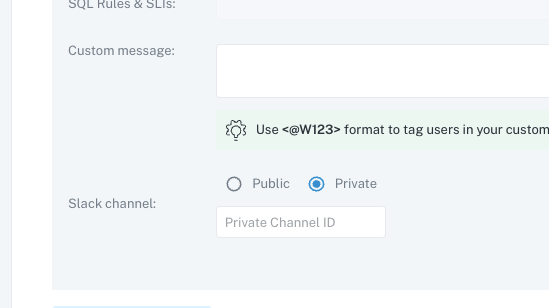 SQL Rules & SLIs:
Custom message:
Use <@W123> format to tag users in your custom
Public
Private
Slack channel:
Private Channel ID